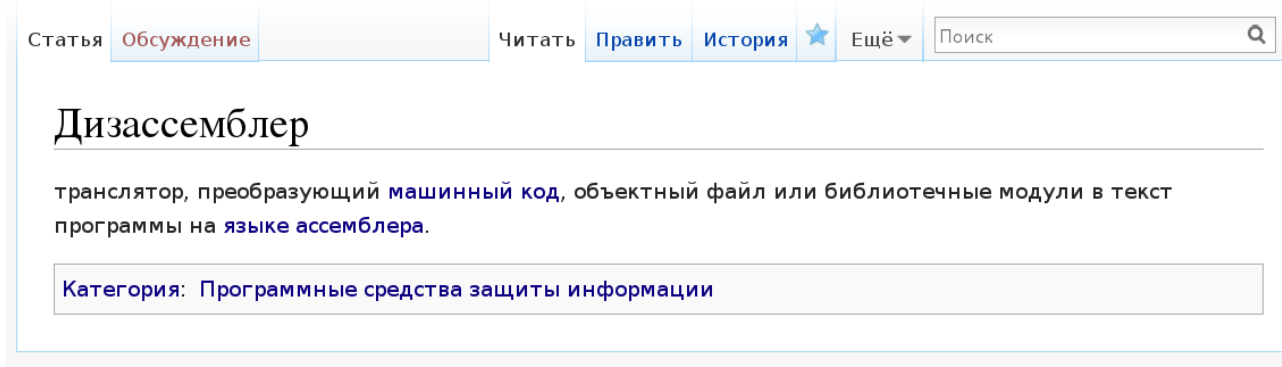 Статья Обсуждение Читать Править История Ещё Поиск
Дизассемблер
транслятор, преобразующий машинный код, объектный файл или библиотечные модули в текст
программы на языке ассемблера.
Категория: Программные средства защиты информации